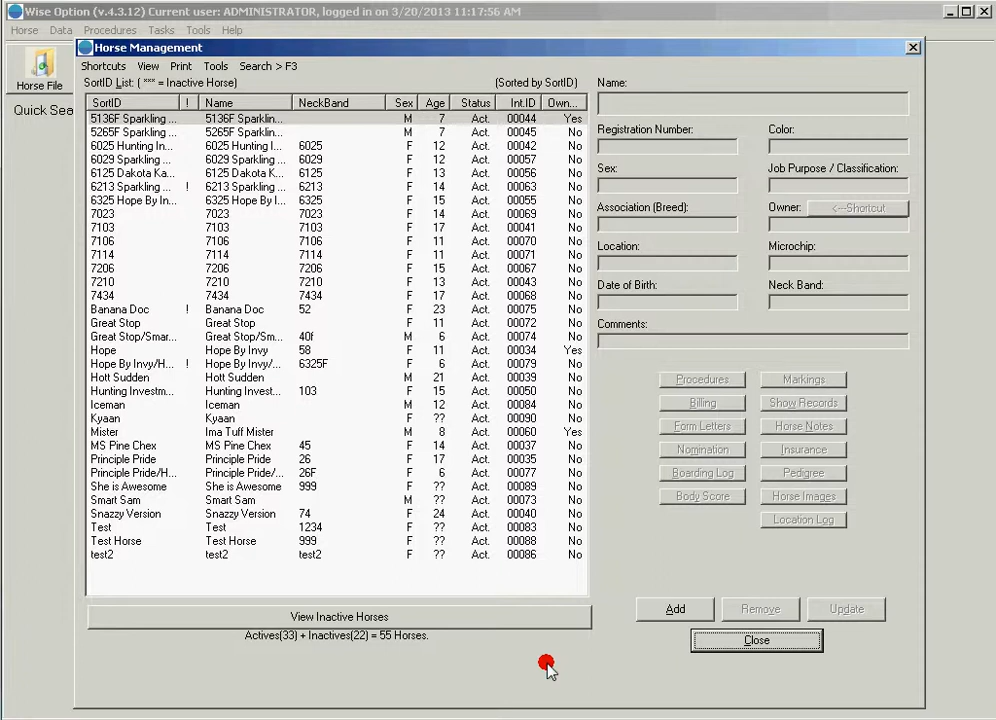 Wise Option (v.4.3.12) Current user: ADMINISTRATOR, logged in on 3/20/2013 11:17:56 AM
Horse Data Procedures Tasks Tools Help
Horse File
Quick Sea
Horse Management
Shortcuts View Print Tools Search > F3
SortID List: ( *** = Inactive Horse) (Sorted by SortID)
SortID ! Name NeckBand Sex Age Status Int.ID Own...
5136F Sparkling ... 5136F Sparklin... M 7 Act. 00044 Yes
5265F Sparkling ... 5265F Sparklin... M 7 Act. 00045 No
6025 Hunting In... 6025 Hunting I... 6025 F 12 Act. 00042 No
6029 Sparkling ... 6029 Sparkling ... 6029 F 12 Act. 00057 No
6125 Dakota Ka... 6125 Dakota K... 6125 F 13 Act. 00056 No
6213 Sparkling ... ! 6213 Sparkling ... 6213 F 14 Act. 00063 No
6325 Hope By In... 6325 Hope By I... 6325 F 15 Act. 00055 No
7023 7023 7023 F 14 Act. 00069 No
7103 7103 7103 F 17 Act. 00041 No
7106 7106 7106 F 11 Act. 00070 No
7114 7114 7114 F 11 Act. 00071 No
7206 7206 7206 F 15 Act. 00067 No
7210 7210 7210 F 13 Act. 00043 No
7434 7434 7434 F 17 Act. 00068 No
Banana Doc ! Banana Doc 52 F 23 Act. 00075 No
Great Stop Great Stop F 11 Act. 00072 No
Great Stop/Smar... Great Stop/Sm... 40f M 6 Act. 00074 No
Hope Hope By Invy 58 F 11 Act. 00034 Yes
Hope By Invy/H... ! Hope By Invy/... 6325F F 6 Act. 00079 No
Hott Sudden Hott Sudden M 21 Act. 00039 No
Hunting Investm... Hunting Invest... 103 F 15 Act. 00050 No
Iceman Iceman M 12 Act. 00084 No
Kyaan Kyaan F ?? Act. 00090 No
Mister Ima Tuff Mister M 8 Act. 00060 Yes
MS Pine Chex MS Pine Chex 45 F 14 Act. 00037 No
Principle Pride Principle Pride 26 F 17 Act. 00035 No
Principle Pride/H... Principle Pride/... 26F F 6 Act. 00077 No
She is Awesome She is Awesome 999 F ?? Act. 00089 No
Smart Sam Smart Sam M ?? Act. 00073 No
Snazzy Version Snazzy Version 74 F 24 Act. 00040 No
Test Test 1234 F ?? Act. 00083 No
Test Horse Test Horse 999 F ?? Act. 00088 No
test2 test2 test2 F ?? Act. 00086 No
View Inactive Horses
Actives(33) + Inactives(22) = 55 Horses.
Name:
Registration Number: Color:
Sex: Job Purpose / Classification:
Association (Breed): Owner: <--Shortcut
Location: Microchip:
Date of Birth: Neck Band:
Comments:
Procedures Markings
Billing Show Records
Form Letters Horse Notes
Nomination Insurance
Boarding Log Pedigree
Body Score Horse Images
Location Log
Add Remove Update
Close